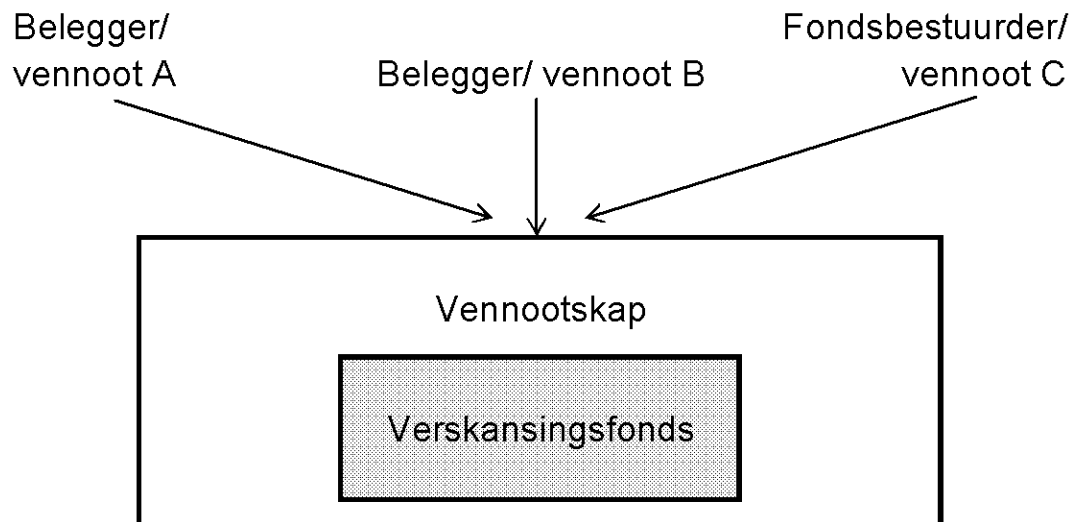 Belegger/
vennoot A
Belegger/ vennoot B
Fondsbestuurder/
vennoot C
Vennootskap
Verskansingsfonds